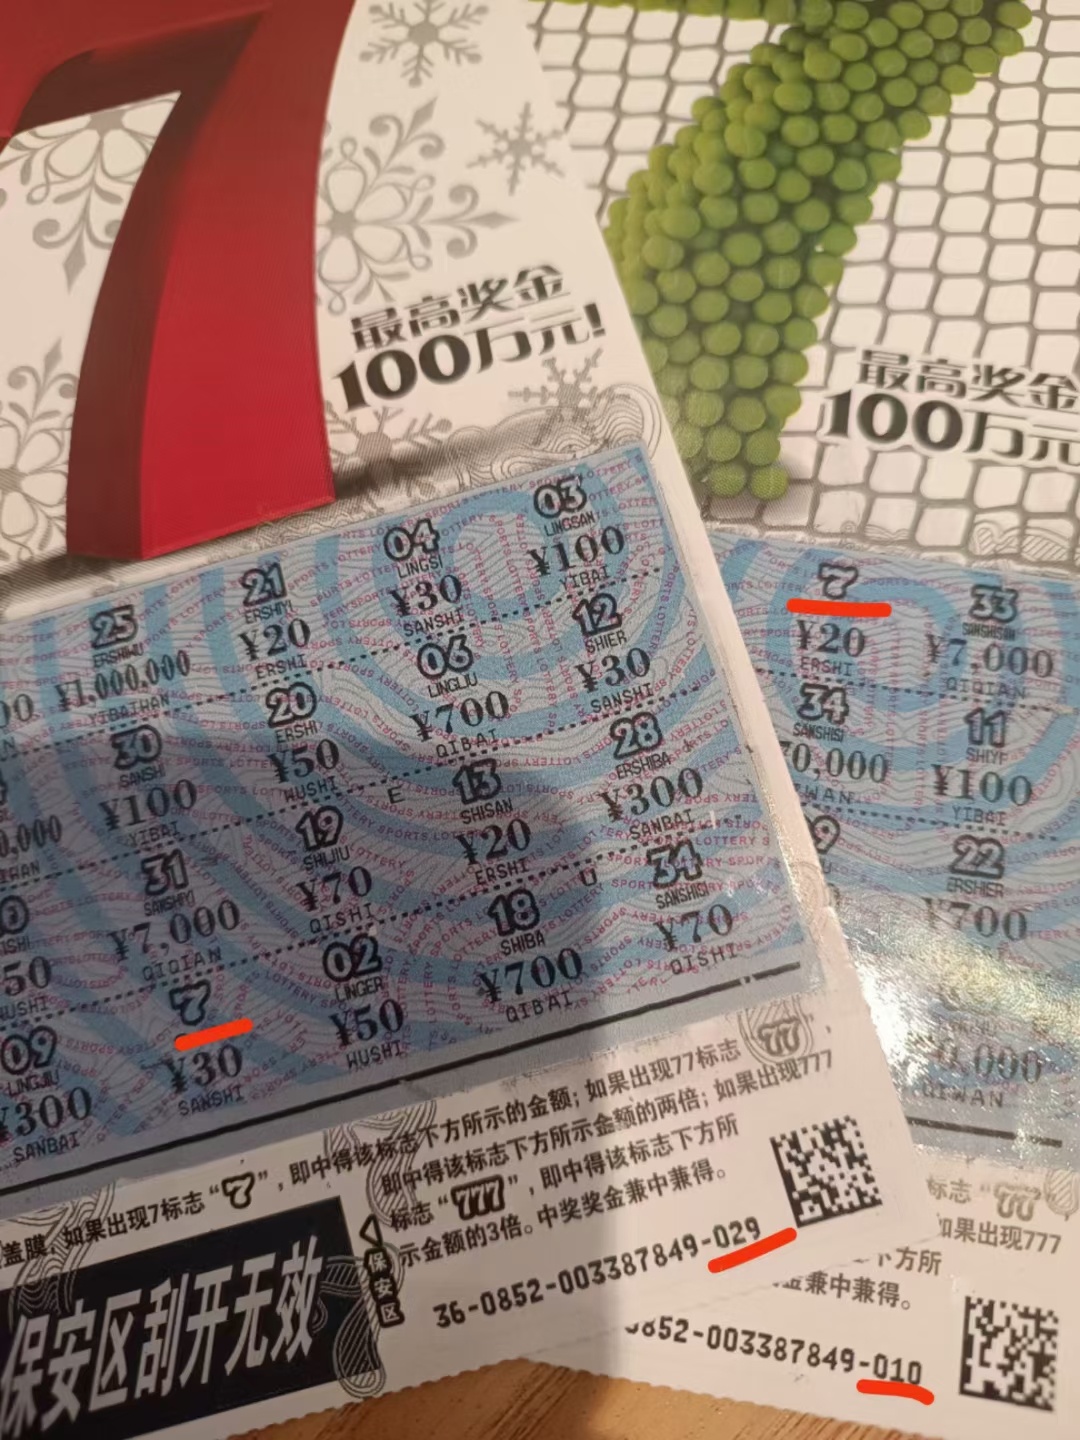 7
最高奖金
100万元!
最高奖金
100万元
25
ERSHIWU
¥1,000,000
YIBAIWAN
21
ERSHIYI
¥20
ERSHI
04
LINGSI
¥30
SANSHI
03
LINGSAN
¥100
YIBAI
30
SANSHI
¥100
YIBAI
20
ERSHI
¥50
WUSHI
06
LINGLIU
¥700
QIBAI
12
SHIER
¥30
SANSHI
31
SANSHIYI
¥7,000
QIQIAN
19
SHIJIU
¥70
QISHI
13
SHISAN
¥20
ERSHI
28
ERSHIBA
¥300
SANBAI
09
LINGJIU
¥300
SANBAI
7
¥30
SANSHI
02
LINGER
¥50
WUSHI
18
SHIBA
¥700
QIBAI
34
SANSHISI
¥70
QISHI
盖膜,如果出现7标志“7”,即中得该标志下方所示的金额;如果出现77标志“77”,
即中得该标志下方所示金额的两倍;如果出现777
标志“777”,即中得该标志下方所
示金额的3倍。中奖奖金兼中兼得。
保安区
保安区刮开无效
36-0852-003387849-029
7
¥20
ERSHI
33
SANSHISAN
¥7,000
QIQIAN
34
SANSHISI
70,000
11
SHIYI
¥100
YIBAI
22
ERSHIER
¥700
QIBAI
QIWAN
标志“77
如果出现777
下方所
金兼中兼得。
0852-003387849-010